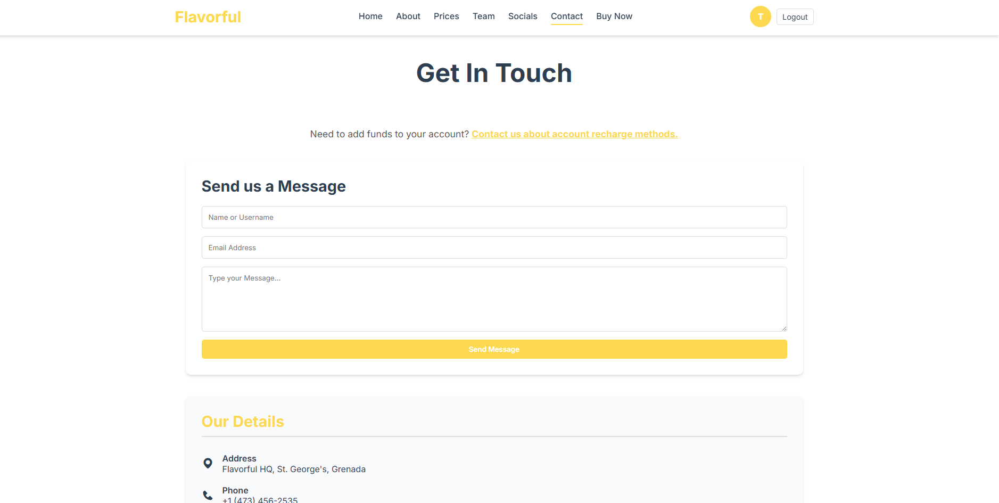 Flavorful Home About Prices Team Socials Contact Buy Now T Logout
Get In Touch
Need to add funds to your account? Contact us about account recharge methods.
Send us a Message
Name or Username
Email Address
Type your Message...
Send Message
Our Details
Address
Flavorful HQ, St. George's, Grenada
Phone
+1 (473) 456-2535